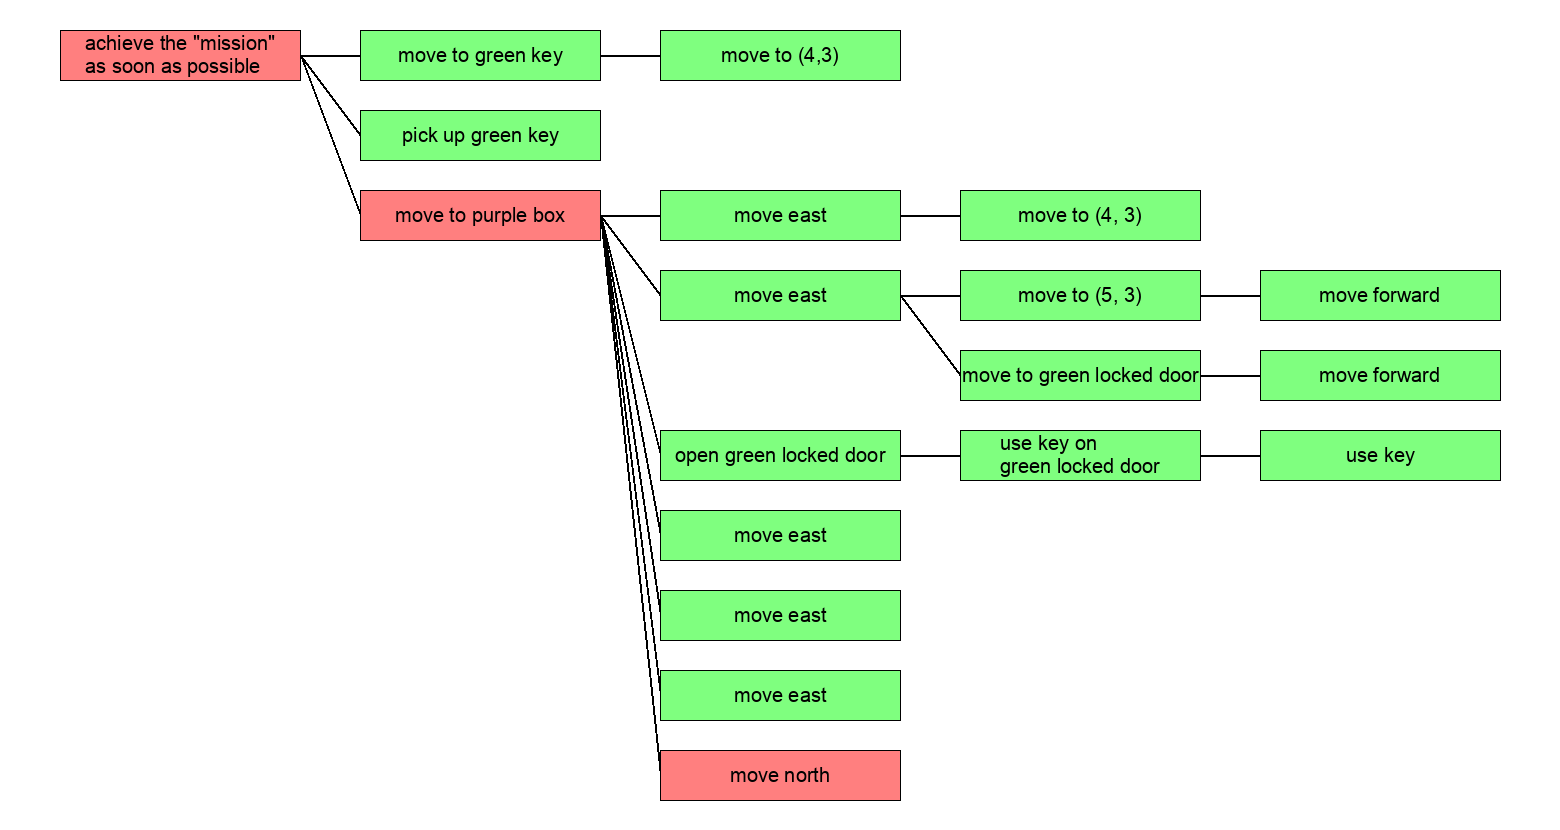 achieve the "mission"
as soon as possible
move to green key
move to (4,3)
pick up green key
move to purple box
move east
move to (4, 3)
move east
move to (5, 3)
move forward
move to green locked door
move forward
open green locked door
use key on
green locked door
use key
move east
move east
move east
move north